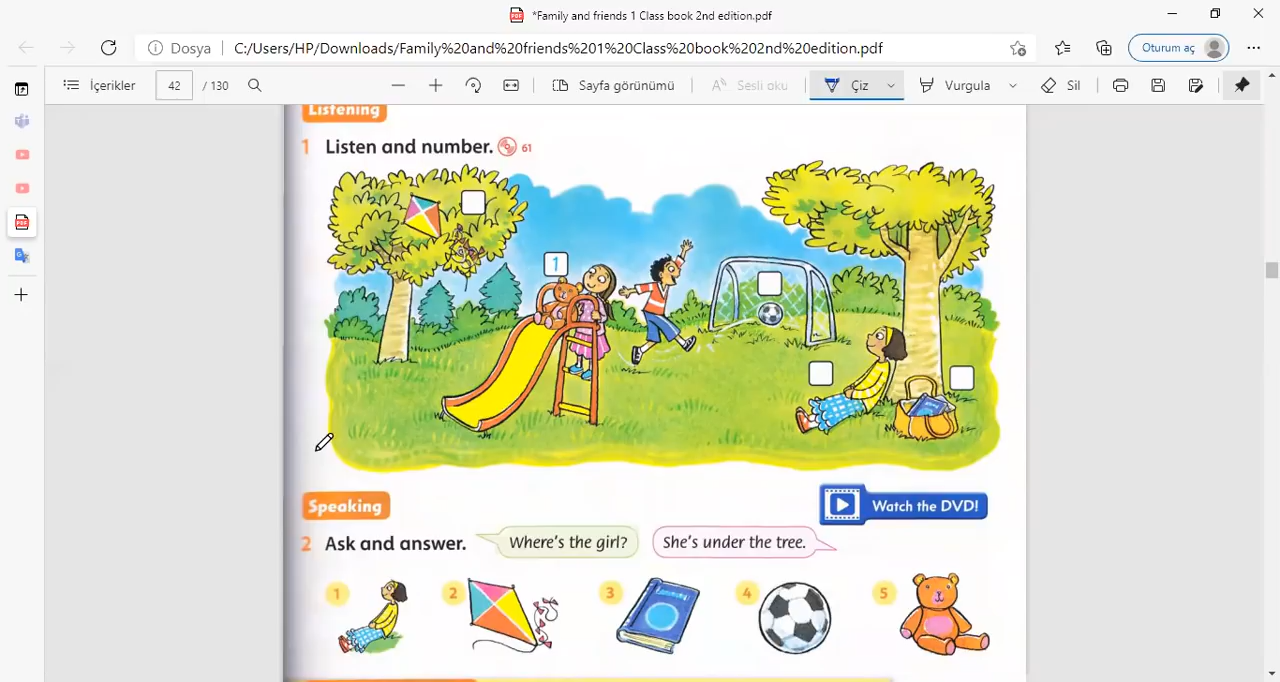 *Family and friends 1 Class book 2nd edition.pdf
Dosya C:/Users/HP/Downloads/Family%20and%20friends%201%20Class%20book%202nd%20edition.pdf Oturum aç
İçerikler 42 / 130 Sayfa görünümü Sesli oku Çiz Vurgula Sil
Listening
1 Listen and number. 61
1
Speaking
Watch the DVD!
2 Ask and answer. Where's the girl? She's under the tree.
1 2 3 4 5